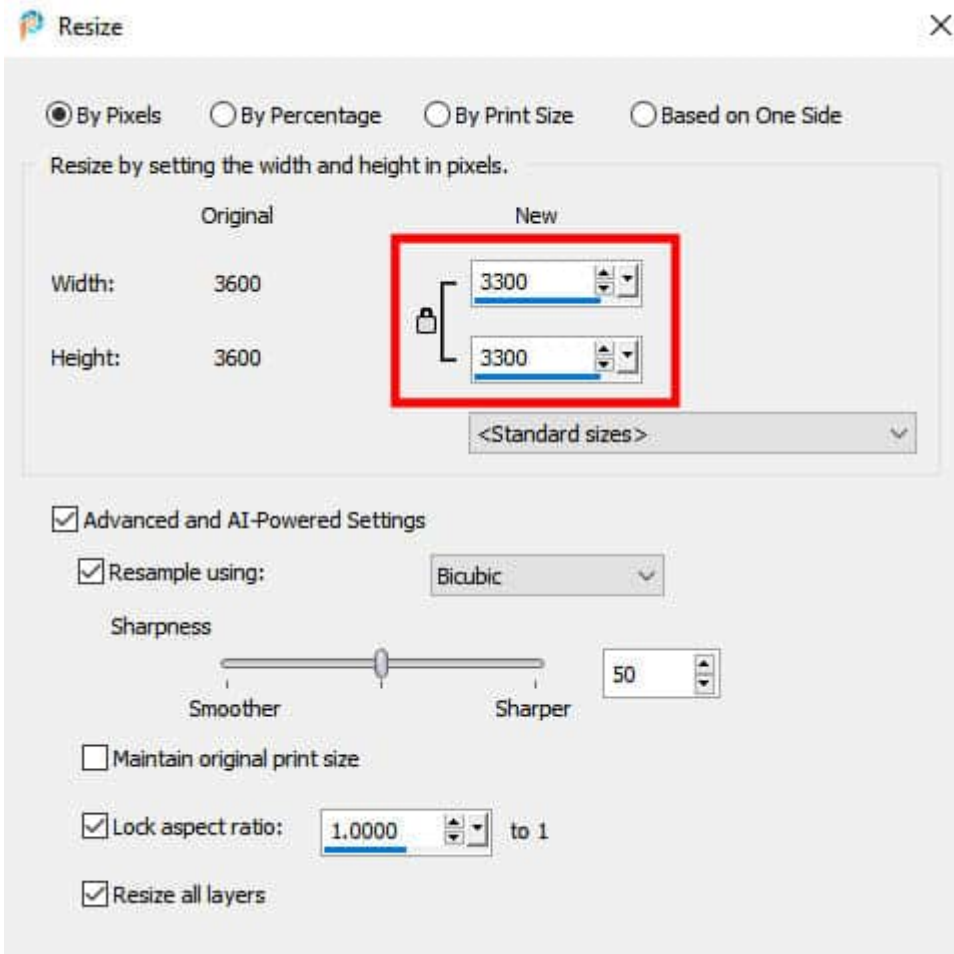 Resize
By Pixels By Percentage By Print Size Based on One Side
Resize by setting the width and height in pixels.
Original New
Width: 3600 3300
Height: 3600 3300
<Standard sizes>
Advanced and AI-Powered Settings
Resample using: Bicubic
Sharpness
50
Smoother Sharper
Maintain original print size
Lock aspect ratio: 1.0000 to 1
Resize all layers